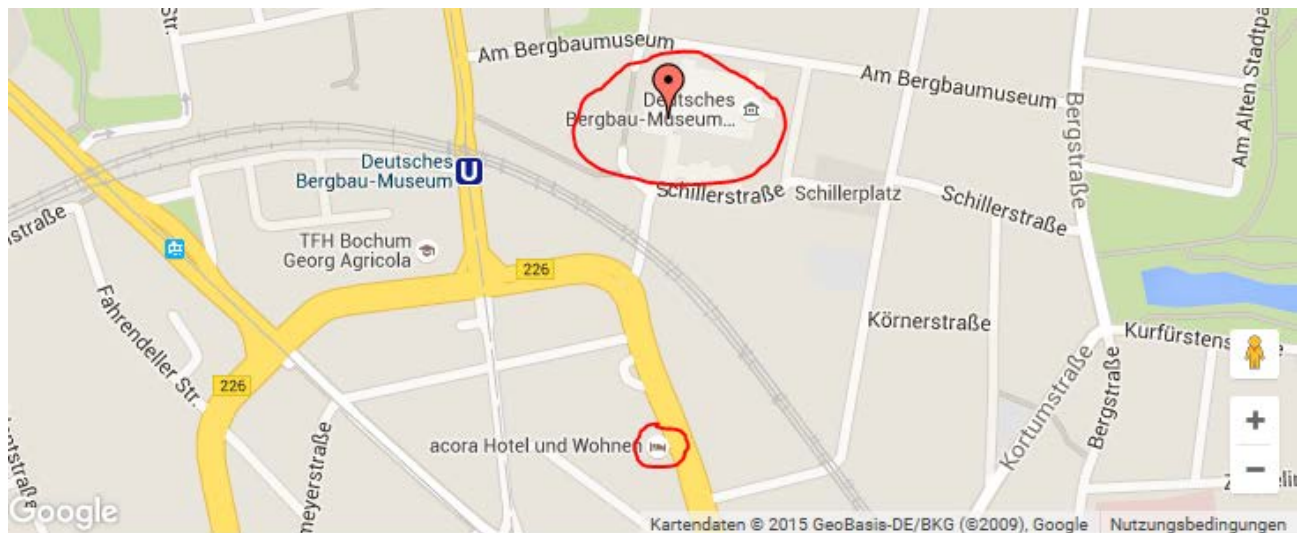 Str.
Am Bergbaumuseum
Am Bergbaumuseum
Deutsches
Bergbau-Museum...
Bergstraße
Am Alten Stadtpa
Deutsches
Bergbau-Museum
U
Schillerstraße
Schillerplatz
Schillerstraße
straße
TFH Bochum
Georg Agricola
226
Fahrendeller Str.
Körnerstraße
Kurfürstens
e
226
Kortumstraße
Bergstraße
acora Hotel und Wohnen
meyerstraße
ntstraße
+
−
Google
Kartendaten © 2015 GeoBasis-DE/BKG (©2009), Google
Nutzungsbedingungen